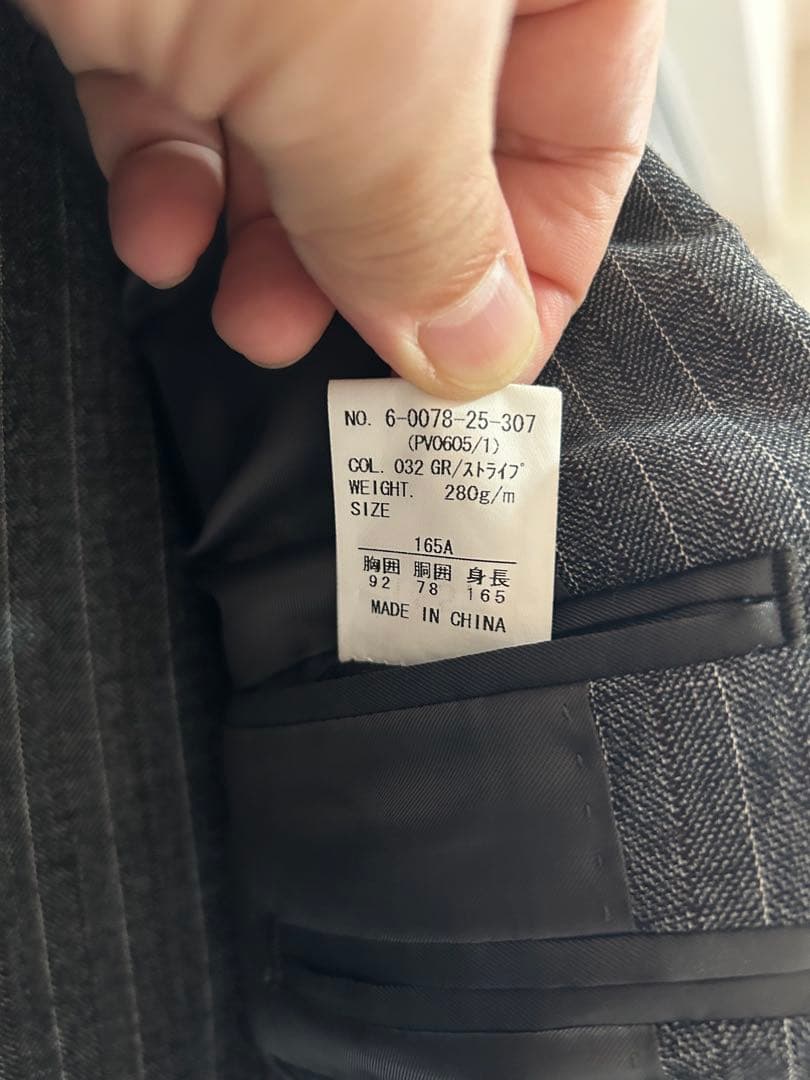 NO. 6-0078-25-307
(PV0605/1)
COL. 032 GR/ストライプ
WEIGHT. 280g/m
SIZE
165A
胸囲 胴囲 身長
92 78 165
MADE IN CHINA